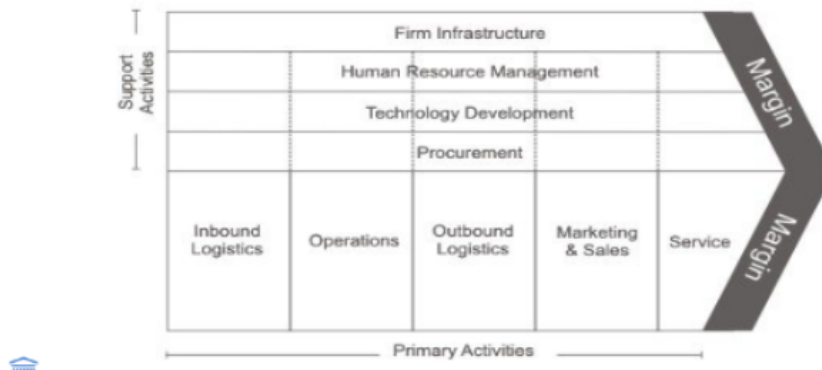 Support
Activities
Firm Infrastructure
Human Resource Management
Technology Development
Procurement
Margin
Inbound
Logistics
Operations
Outbound
Logistics
Marketing
& Sales
Service
Margin
Primary Activities